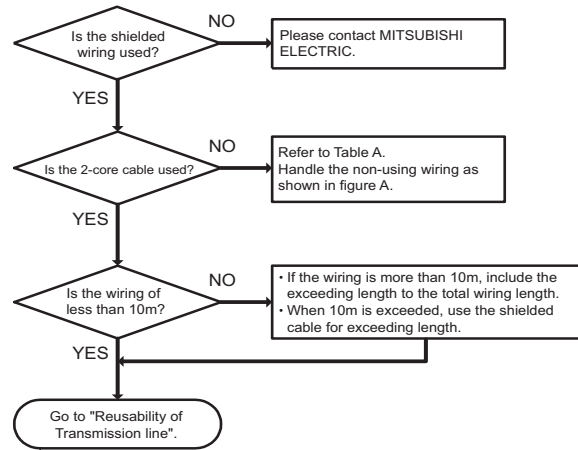 Is the shielded
wiring used?
NO
Please contact MITSUBISHI
ELECTRIC.
YES
Is the 2-core cable used?
NO
Refer to Table A.
Handle the non-using wiring as
shown in figure A.
YES
Is the wiring of
less than 10m?
NO
• If the wiring is more than 10m, include the
exceeding length to the total wiring length.
• When 10m is exceeded, use the shielded
cable for exceeding length.
YES
Go to "Reusability of
Transmission line".